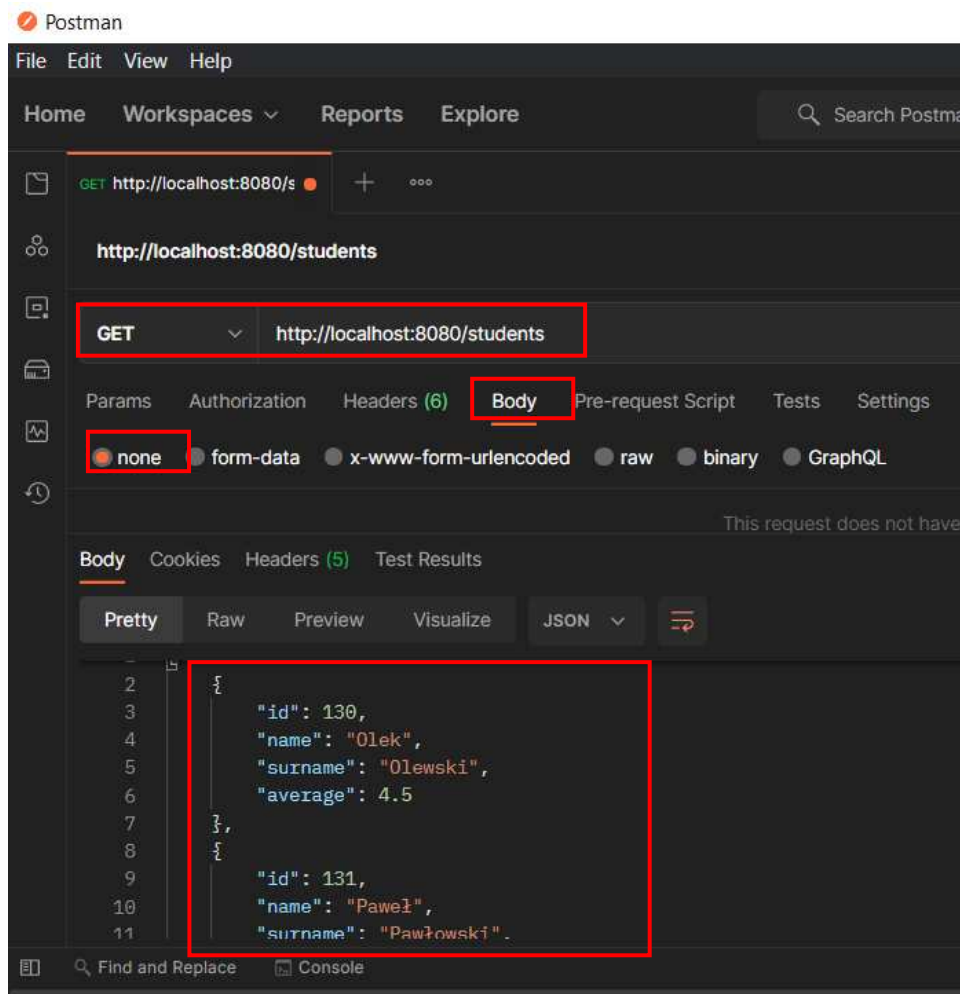 Postman
File Edit View Help
Home Workspaces Reports Explore Search Postma
GET http://localhost:8080/s
http://localhost:8080/students
GET http://localhost:8080/students
Params Authorization Headers (6) Body Pre-request Script Tests Settings
none form-data x-www-form-urlencoded raw binary GraphQL
This request does not have
Body Cookies Headers (5) Test Results
Pretty Raw Preview Visualize JSON
2 {
3 "id": 130,
4 "name": "Olek",
5 "surname": "Olewski",
6 "average": 4.5
7 },
8 {
9 "id": 131,
10 "name": "Paweł",
11 "surname": "Pawłowski",
Find and Replace Console